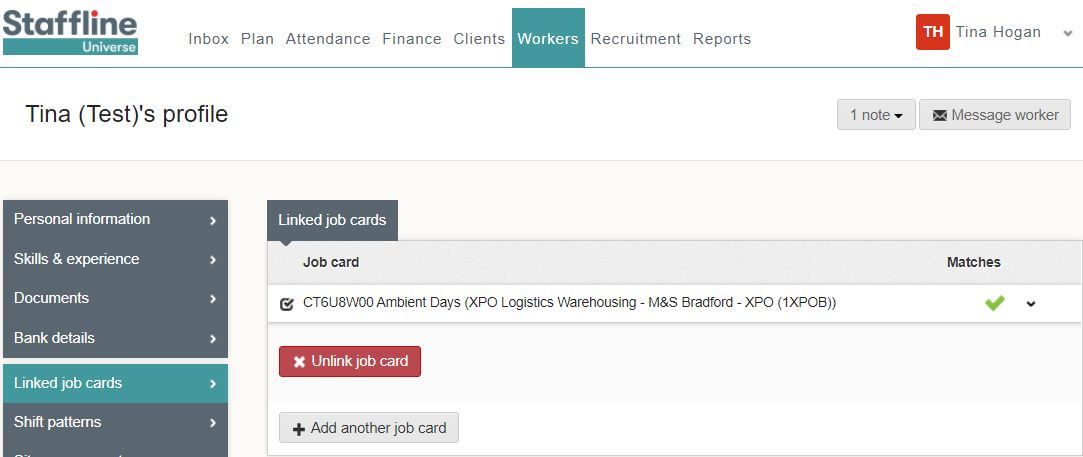 Staffline
Universe
Inbox Plan Attendance Finance Clients Workers Recruitment Reports
TH Tina Hogan
Tina (Test)'s profile
1 note
Message worker
Personal information
Skills & experience
Documents
Bank details
Linked job cards
Shift patterns
Linked job cards
Job card Matches
CT6U8W00 Ambient Days (XPO Logistics Warehousing - M&S Bradford - XPO (1XPOB))
Unlink job card
Add another job card